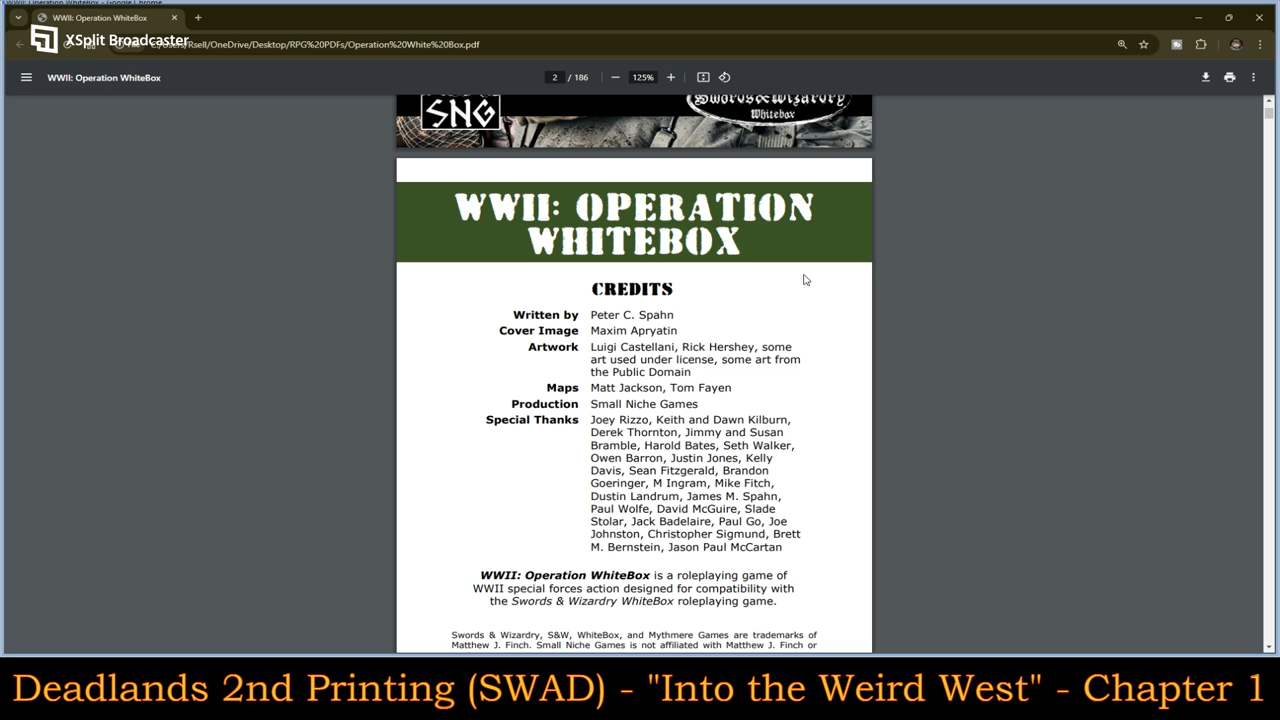 WWII: Operation WhiteBox - Google Chrome
WWII: Operation WhiteBox
XSplit Broadcaster
C:/Users/Rsell/OneDrive/Desktop/RPG%20PDFs/Operation%20White%20Box.pdf
WWII: Operation WhiteBox
2 / 186
125%
SNG
Swords & Wizardry
Whitebox
WWII: OPERATION
WHITEBOX
CREDITS
Written by Peter C. Spahn
Cover Image Maxim Apryatin
Artwork Luigi Castellani, Rick Hershey, some
art used under license, some art from
the Public Domain
Maps Matt Jackson, Tom Fayen
Production Small Niche Games
Special Thanks Joey Rizzo, Keith and Dawn Kilburn,
Derek Thornton, Jimmy and Susan
Bramble, Harold Bates, Seth Walker,
Owen Barron, Justin Jones, Kelly
Davis, Sean Fitzgerald, Brandon
Goeringer, M Ingram, Mike Fitch,
Dustin Landrum, James M. Spahn,
Paul Wolfe, David McGuire, Slade
Stolar, Jack Badelaire, Paul Go, Joe
Johnston, Christopher Sigmund, Brett
M. Bernstein, Jason Paul McCartan
WWII: Operation WhiteBox is a roleplaying game of
WWII special forces action designed for compatibility with
the Swords & Wizardry WhiteBox roleplaying game.
Swords & Wizardry, S&W, WhiteBox, and Mythmere Games are trademarks of
Matthew J. Finch. Small Niche Games is not affiliated with Matthew J. Finch or
Deadlands 2nd Printing (SWAD) - "Into the Weird West" - Chapter 1